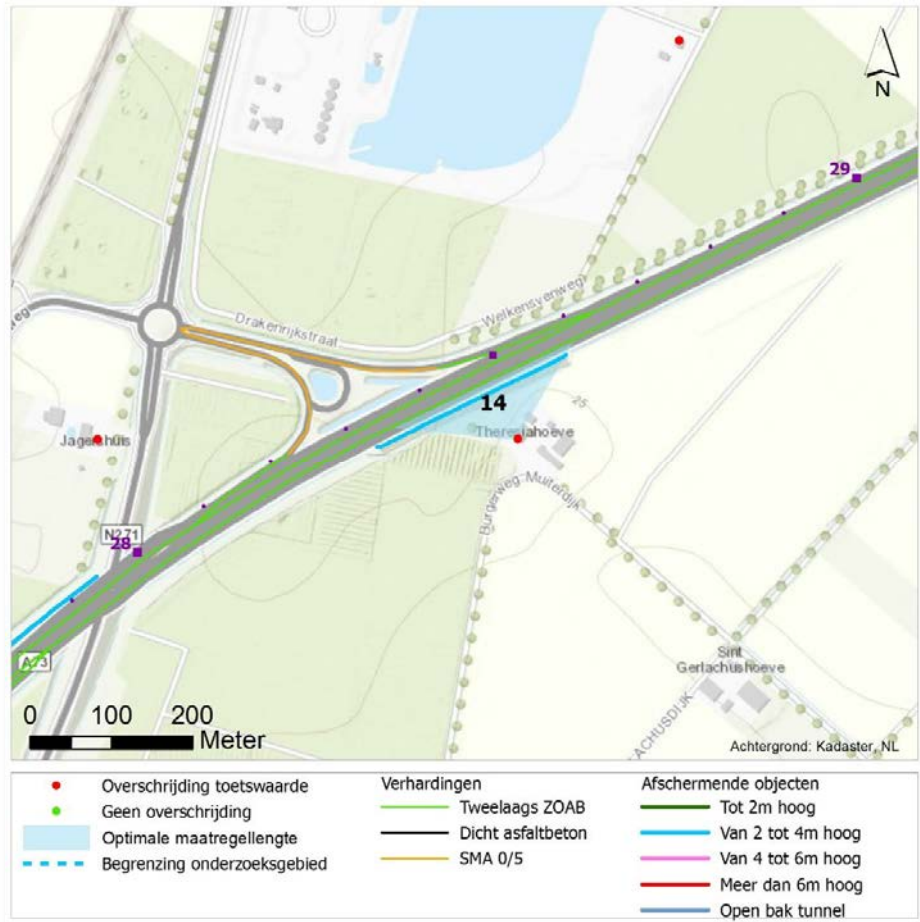 N
29
Welkensvenweg
Drakenrijkstraat
14
25
Theresiahoeve
Jagershuis
Burgerweg Muiterdijk
N271
28
A73
Sint
Gerlachushoeve
ACHUSDIJK
0 100 200
Meter
Achtergrond: Kadaster, NL
Overschrijding toetswaarde
Geen overschrijding
Optimale maatregellengte
Begrenzing onderzoeksgebied
Verhardingen
Tweelaags ZOAB
Dicht asfaltbeton
SMA 0/5
Afschermende objecten
Tot 2m hoog
Van 2 tot 4m hoog
Van 4 tot 6m hoog
Meer dan 6m hoog
Open bak tunnel